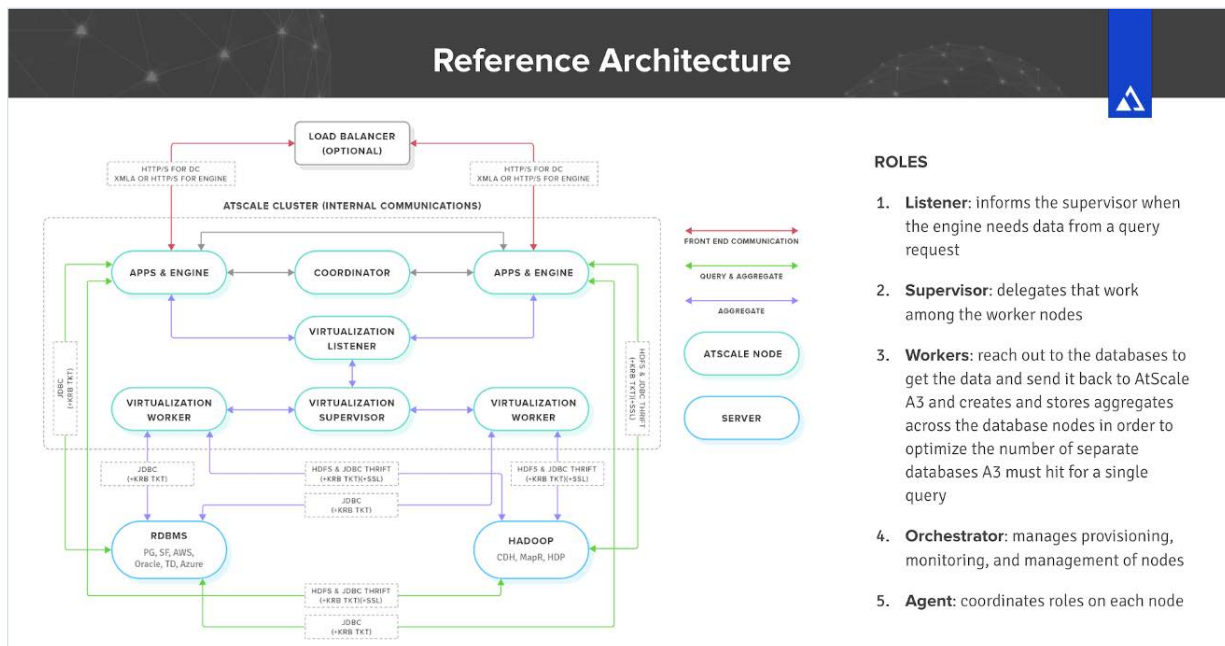 Reference Architecture
LOAD BALANCER
(OPTIONAL)
HTTP/S FOR DC
XMLA OR HTTP/S FOR ENGINE
HTTP/S FOR DC
XMLA OR HTTP/S FOR ENGINE
ATSCALE CLUSTER (INTERNAL COMMUNICATIONS)
APPS & ENGINE
COORDINATOR
APPS & ENGINE
VIRTUALIZATION
LISTENER
VIRTUALIZATION
WORKER
VIRTUALIZATION
SUPERVISOR
VIRTUALIZATION
WORKER
JDBC
(+KRB TKT)
HDFS & JDBC THRIFT
(+KRB TKT)(+SSL)
JDBC
(+KRB TKT)
HDFS & JDBC THRIFT
(+KRB TKT)(+SSL)
HDFS & JDBC THRIFT
(+KRB TKT)(+SSL)
JDBC
(+KRB TKT)
RDBMS
PG, SF, AWS,
Oracle, TD, Azure
HADOOP
CDH, MapR, HDP
HDFS & JDBC THRIFT
(+KRB TKT)(+SSL)
JDBC
(+KRB TKT)
FRONT END COMMUNICATION
QUERY & AGGREGATE
AGGREGATE
ATSCALE NODE
SERVER
ROLES
1. Listener: informs the supervisor when
the engine needs data from a query
request
2. Supervisor: delegates that work
among the worker nodes
3. Workers: reach out to the databases to
get the data and send it back to AtScale
A3 and creates and stores aggregates
across the database nodes in order to
optimize the number of separate
databases A3 must hit for a single
query
4. Orchestrator: manages provisioning,
monitoring, and management of nodes
5. Agent: coordinates roles on each node